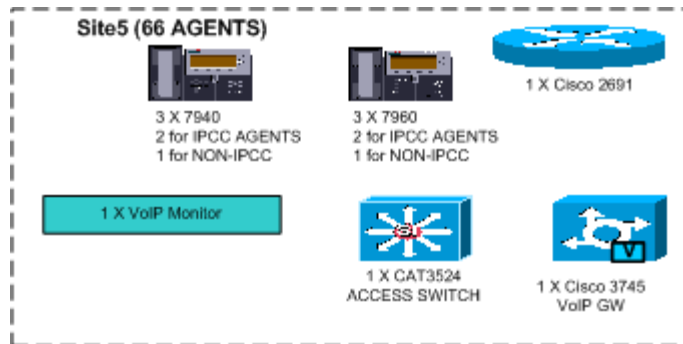 Site5 (66 AGENTS)
3 X 7940
2 for IPCC AGENTS
1 for NON-IPCC
3 X 7960
2 for IPCC AGENTS
1 for NON-IPCC
1 X Cisco 2691
1 X VoIP Monitor
1 X CAT3524
ACCESS SWITCH
1 X Cisco 3745
VoIP GW
V